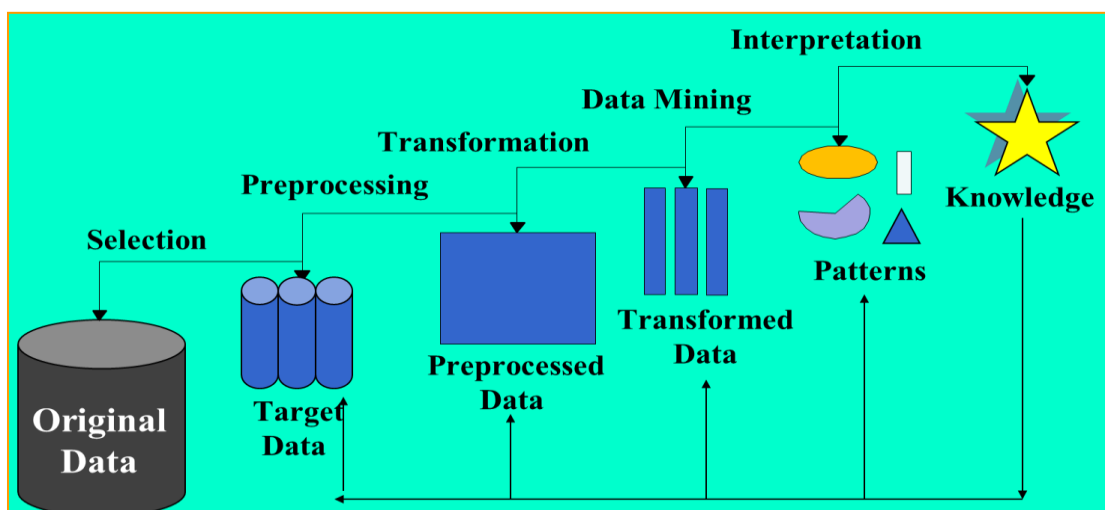 Interpretation
Data Mining
Transformation
Preprocessing
Selection
Knowledge
Patterns
Transformed
Data
Preprocessed
Data
Target
Data
Original
Data